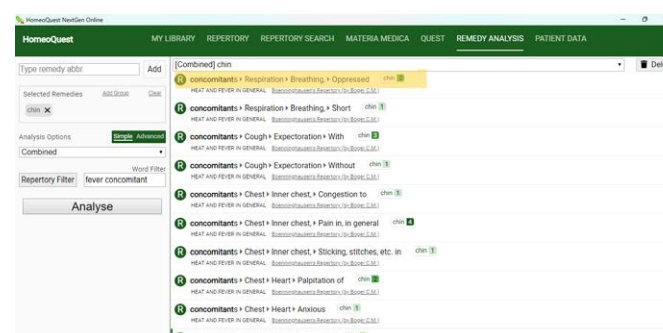 HomeoQuest NextGen Online
HomeoQuest MY LIBRARY REPERTORY REPERTORY SEARCH MATERIA MEDICA QUEST REMEDY ANALYSIS PATIENT DATA
Type remedy abbr. Add
Selected Remedies Add Group Clear
chin X
Analysis Options Simple Advanced
Combined
Word Filter
Repertory Filter fever concomitant
Analyse
[Combined] chin Del
R concomitants Respiration Breathing, Oppressed chin
HEAT AND FEVER IN GENERAL Boenninghausen's Repertory (by Boger C.M.)
R concomitants Respiration Breathing, Short chin 1
HEAT AND FEVER IN GENERAL Boenninghausen's Repertory (by Boger C.M.)
R concomitants Cough Expectoration With chin 3
HEAT AND FEVER IN GENERAL Boenninghausen's Repertory (by Boger C.M.)
R concomitants Cough Expectoration Without chin 1
HEAT AND FEVER IN GENERAL Boenninghausen's Repertory (by Boger C.M.)
R concomitants Chest Inner chest, Congestion to chin 1
HEAT AND FEVER IN GENERAL Boenninghausen's Repertory (by Boger C.M.)
R concomitants Chest Inner chest, Pain in, in general chin 4
HEAT AND FEVER IN GENERAL Boenninghausen's Repertory (by Boger C.M.)
R concomitants Chest Inner chest, Sticking, stitches, etc. in chin 1
HEAT AND FEVER IN GENERAL Boenninghausen's Repertory (by Boger C.M.)
R concomitants Chest Heart Palpitation of chin
HEAT AND FEVER IN GENERAL Boenninghausen's Repertory (by Boger C.M.)
R concomitants Chest Heart Anxious chin 1
HEAT AND FEVER IN GENERAL Boenninghausen's Repertory (by Boger C.M.)